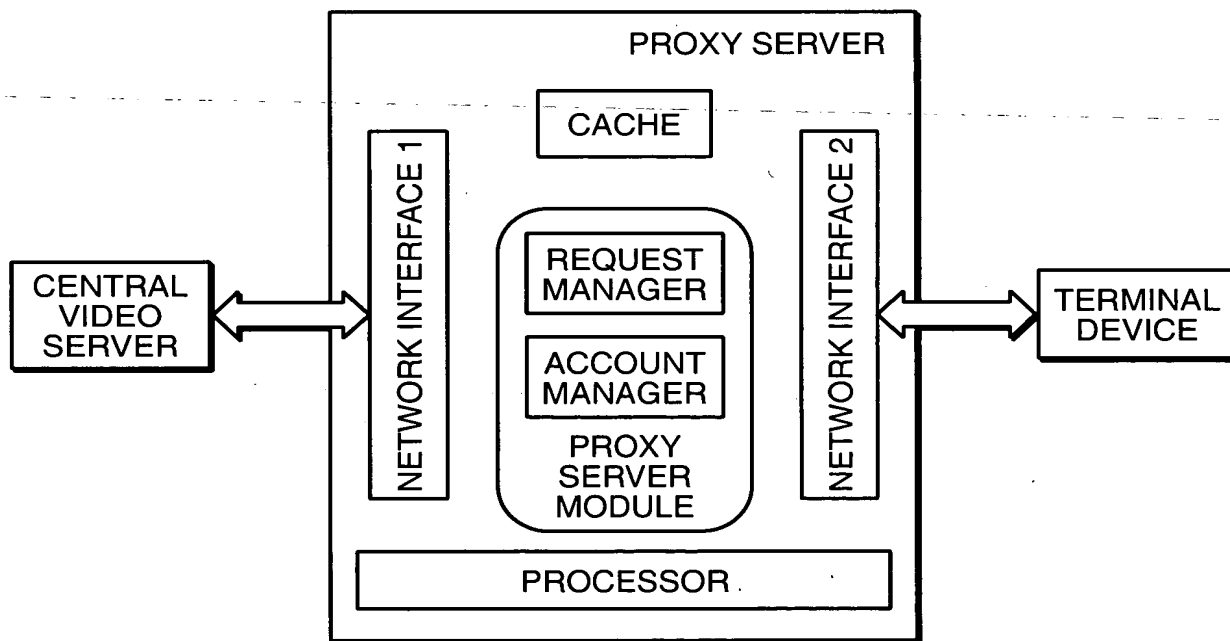 PROXY SERVER
CACHE
NETWORK INTERFACE 1
NETWORK INTERFACE 2
REQUEST
MANAGER
ACCOUNT
MANAGER
PROXY
SERVER
MODULE
CENTRAL
VIDEO
SERVER
TERMINAL
DEVICE
PROCESSOR